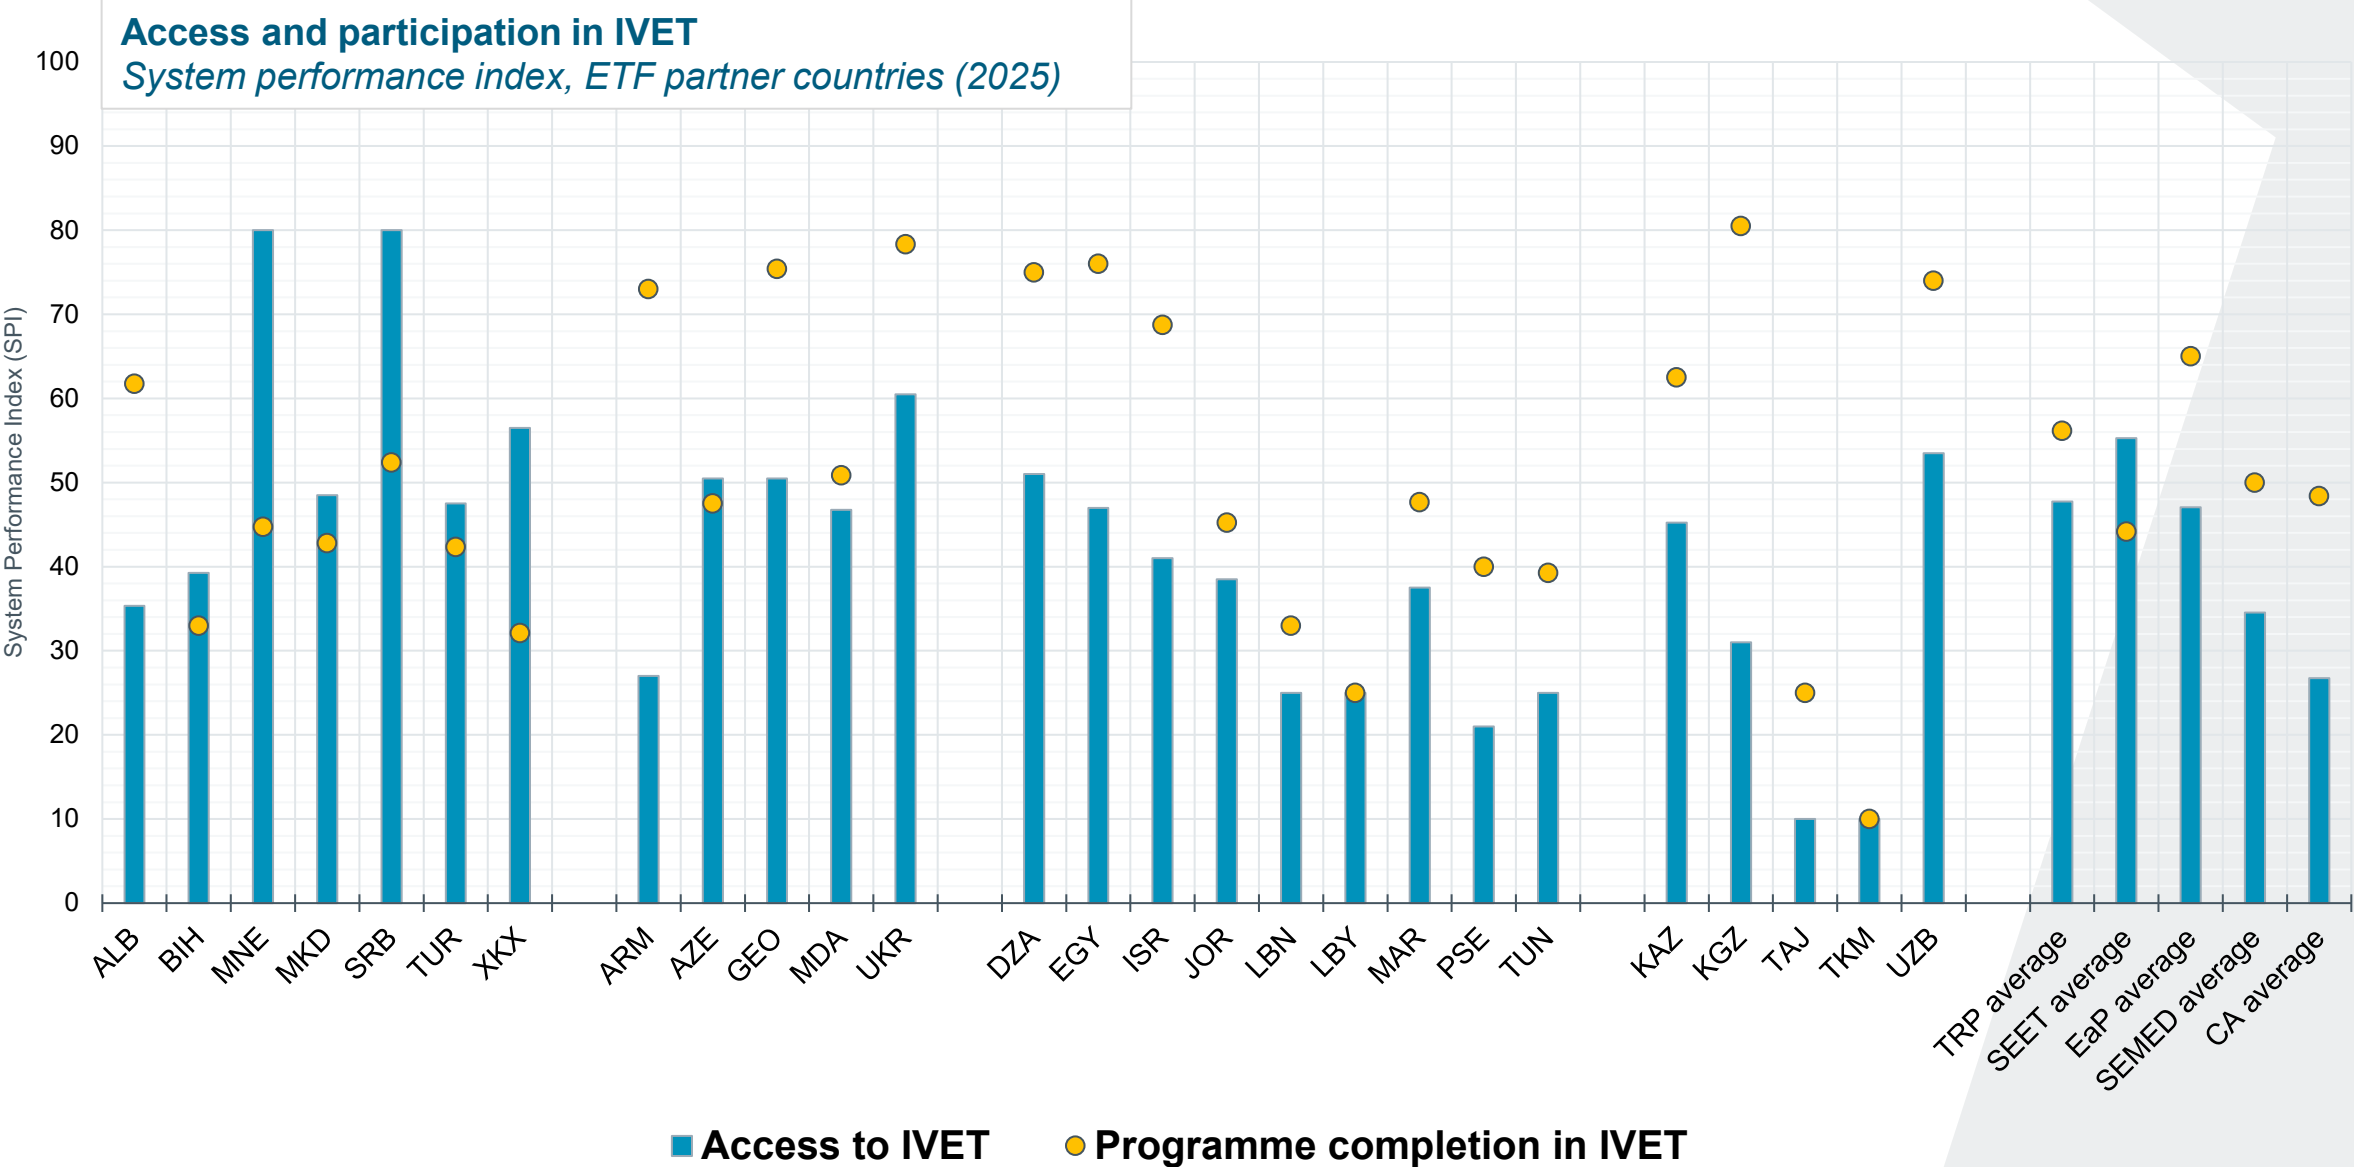 Access and participation in IVET
System performance index, ETF partner countries (2025)
100
90
80
70
60
50
40
30
20
10
0
System Performance Index (SPI)
ALB
BIH
MNE
MKD
SRB
TUR
XKX
ARM
AZE
GEO
MDA
UKR
DZA
EGY
ISR
JOR
LBN
LBY
MAR
PSE
TUN
KAZ
KGZ
TAJ
TKM
UZB
TRP average
SEET average
EaP average
SEMED average
CA average
Access to IVET
Programme completion in IVET